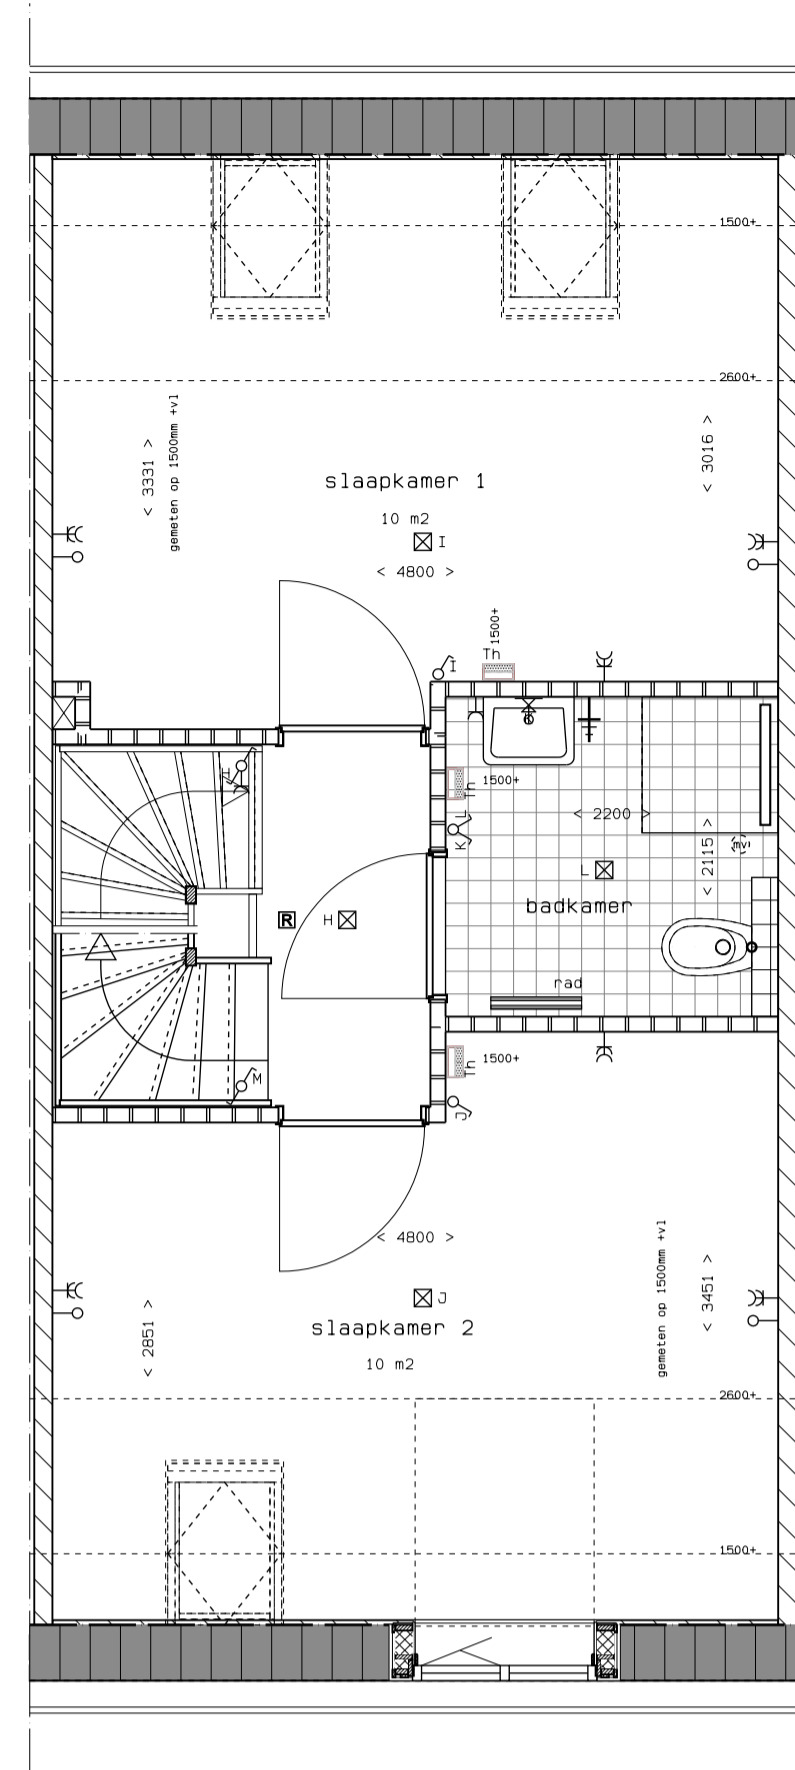 1500+
2600+
< 3331 >
gemeten op 1500mm +vl
< 3016 >
slaapkamer 1
10 m2
I
< 4800 >
1500+
Th
I
H
Th
1500+
< 2200 >
L
K
< 2115 >
mv
L
badkamer
R
H
rad
Th
1500+
M
J
< 4800 >
gemeten op 1500mm +vl
< 3451 >
J
< 2851 >
slaapkamer 2
10 m2
2600+
1500+